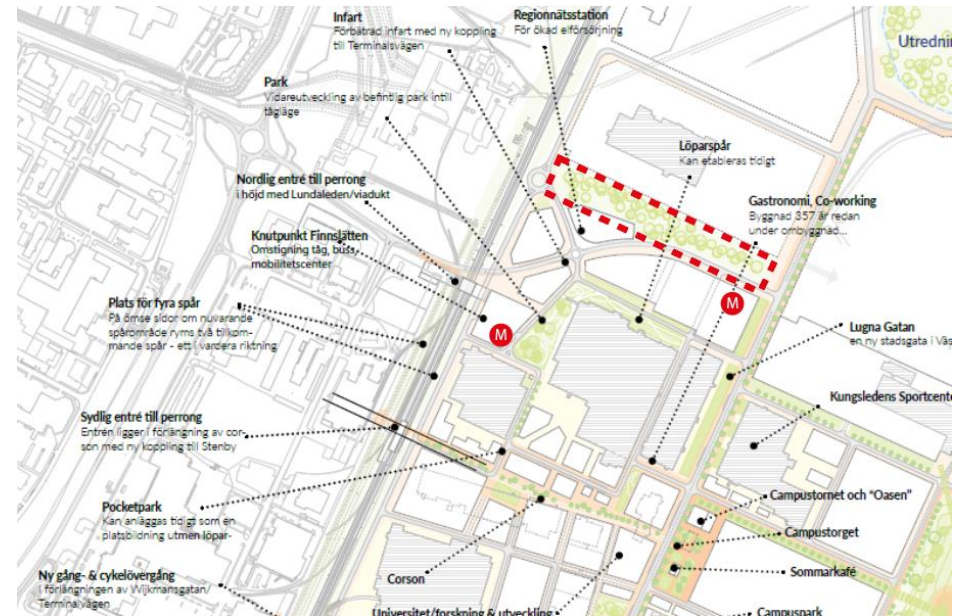 Infart
Förbätrad infart med ny koppling
till Terminalsvägen
Regionnätsstation
För ökad elförsörjning
Utredni
Park
Vidareutveckling av befintlig park intill
tågläge
Löparspår
Kan etableras tidigt
Nordlig entré till perrong
i höjd med Lundaleden/viadukt
Gastronomi, Co-working
Byggnad 357 är redan
under ombyggnad...
Knutpunkt Finnslätten
Omstigning tåg, buss,
mobilitetscenter
Plats för fyra spår
På ömse sidor om nuvarande
spårområde ryms två tillkom-
mande spår - ett i vardera riktning
M
M
Lugna Gatan
en ny stadsgata i Väs
Kungsledens Sportcente
Sydlig entré till perrong
Entrén ligger i förlängning av cor-
son med ny koppling till Stenby
Pocketpark
Kan anläggas tidigt som en
platsbildning utmen löpar-
Campustornet och "Oasen"
Campustorget
Sommarkafé
Ny gång- & cykelövergång
i förlängningen av Wijkmansgatan/
Terminalvägen
Corson
Universitet/forskning & utveckling
Campuspark